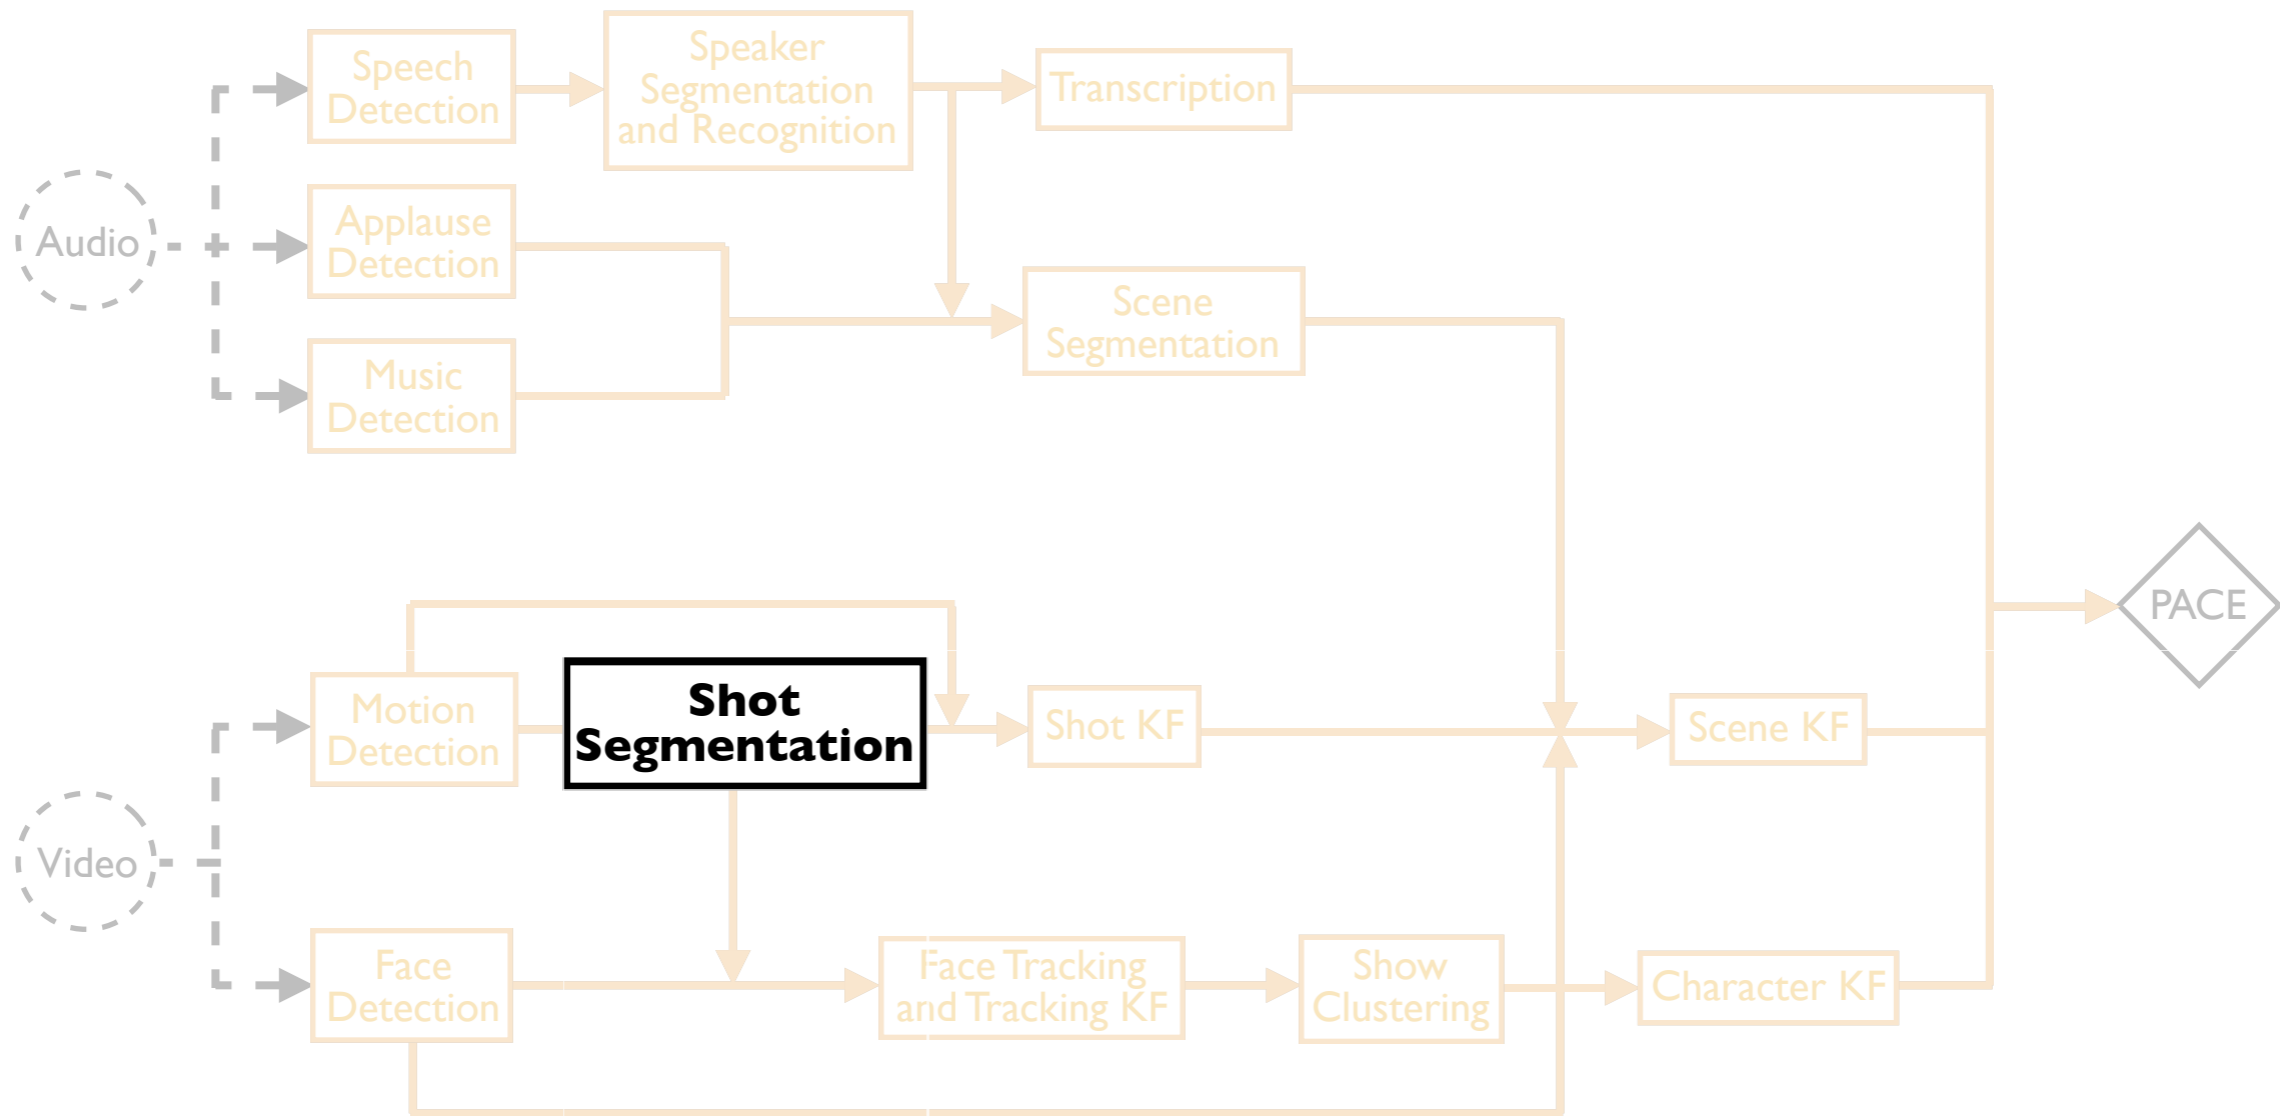 Speech
Detection
Speaker
Segmentation
and Recognition
Transcription
Audio
Applause
Detection
Scene
Segmentation
Music
Detection
PACE
Motion
Detection
Shot
Segmentation
Shot KF
Scene KF
Video
Face
Detection
Face Tracking
and Tracking KF
Show
Clustering
Character KF